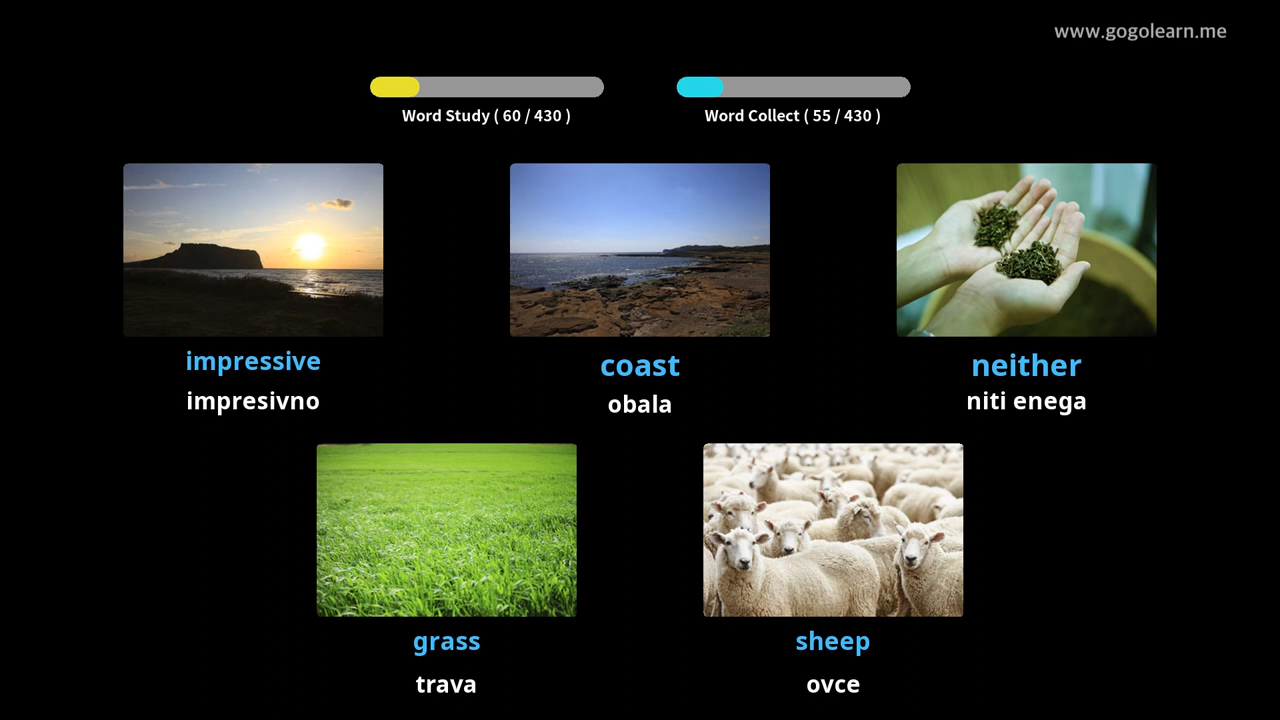 www.gogolearn.me
Word Study ( 60 / 430 )
Word Collect ( 55 / 430 )
impressive
impresivno
coast
obala
neither
niti enega
grass
trava
sheep
ovce